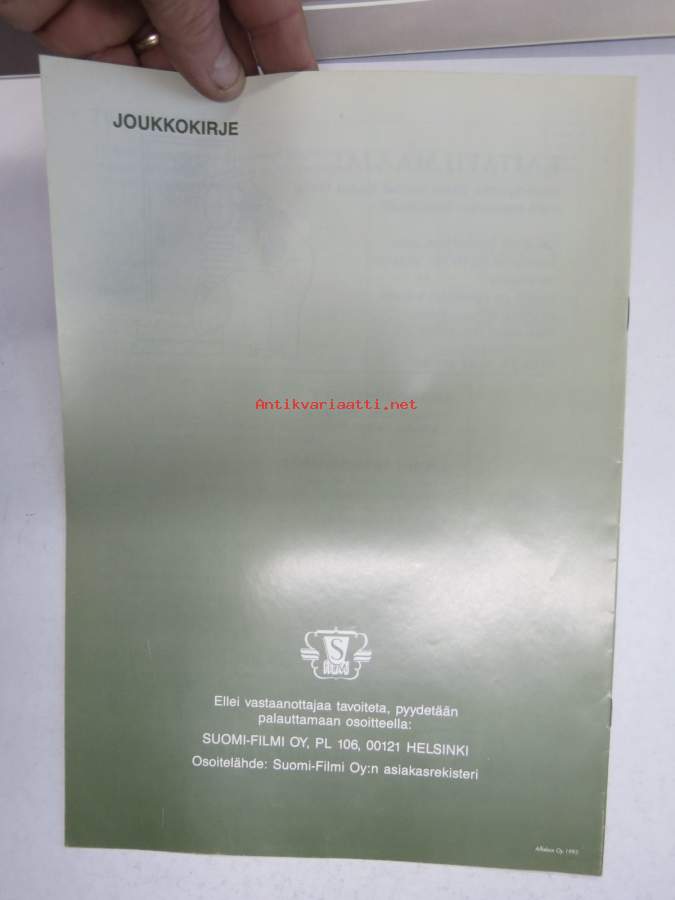 JOUKKOKIRJE
Antikvariaatti.net
S
FILMI
Ellei vastaanottajaa tavoiteta, pyydetään
palauttamaan osoitteella:
SUOMI-FILMI OY, PL 106, 00121 HELSINKI
Osoitelähde: Suomi-Filmi Oy:n asiakasrekisteri